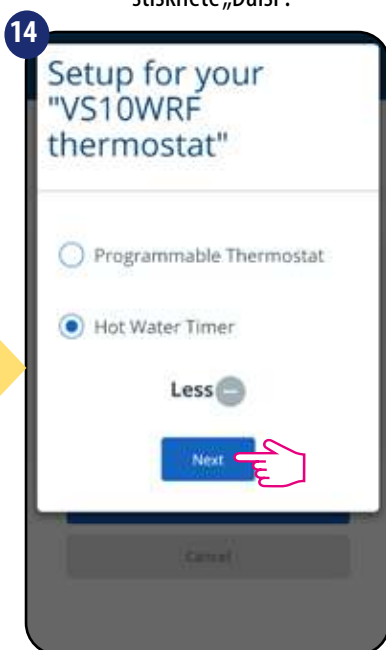 stisknete „Další“.
14
Setup for your
"VS10WRF
thermostat"
Programmable Thermostat
Hot Water Timer
Less
Next
Cancel